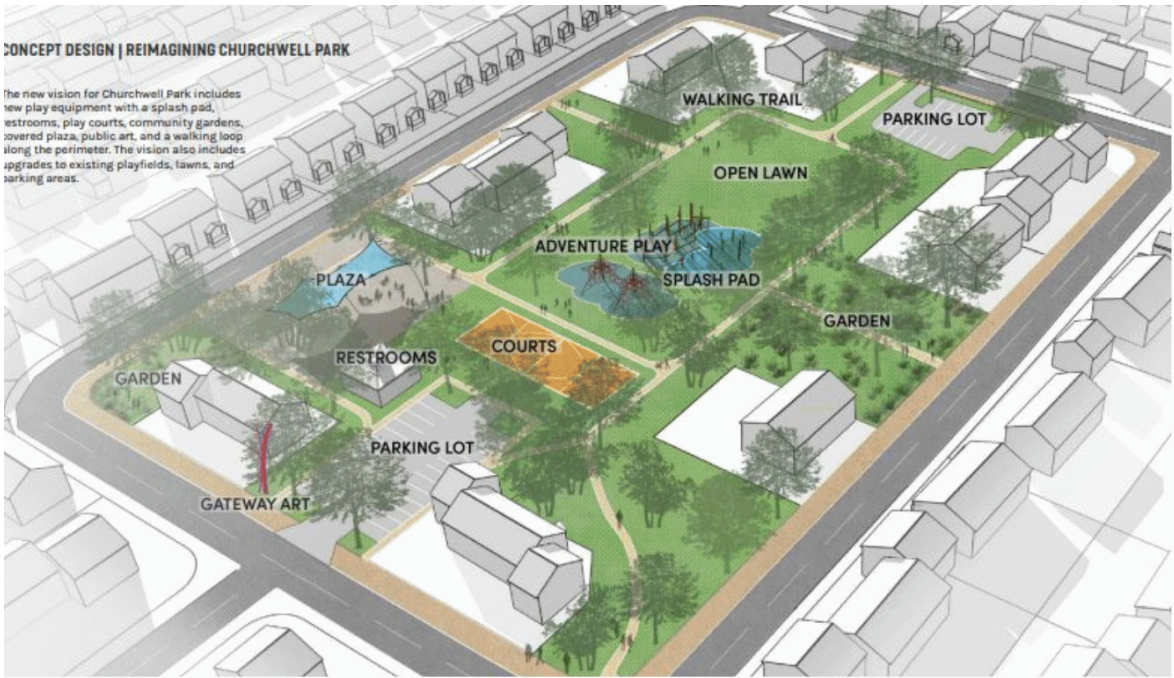 CONCEPT DESIGN | REIMAGINING CHURCHWELL PARK
The new vision for Churchwell Park includes
new play equipment with a splash pad,
restrooms, play courts, community gardens,
covered plaza, public art, and a walking loop
along the perimeter. The vision also includes
upgrades to existing playfields, lawns, and
parking areas.
WALKING TRAIL
PARKING LOT
OPEN LAWN
ADVENTURE PLAY
PLAZA
SPLASH PAD
GARDEN
COURTS
RESTROOMS
GARDEN
PARKING LOT
GATEWAY ART